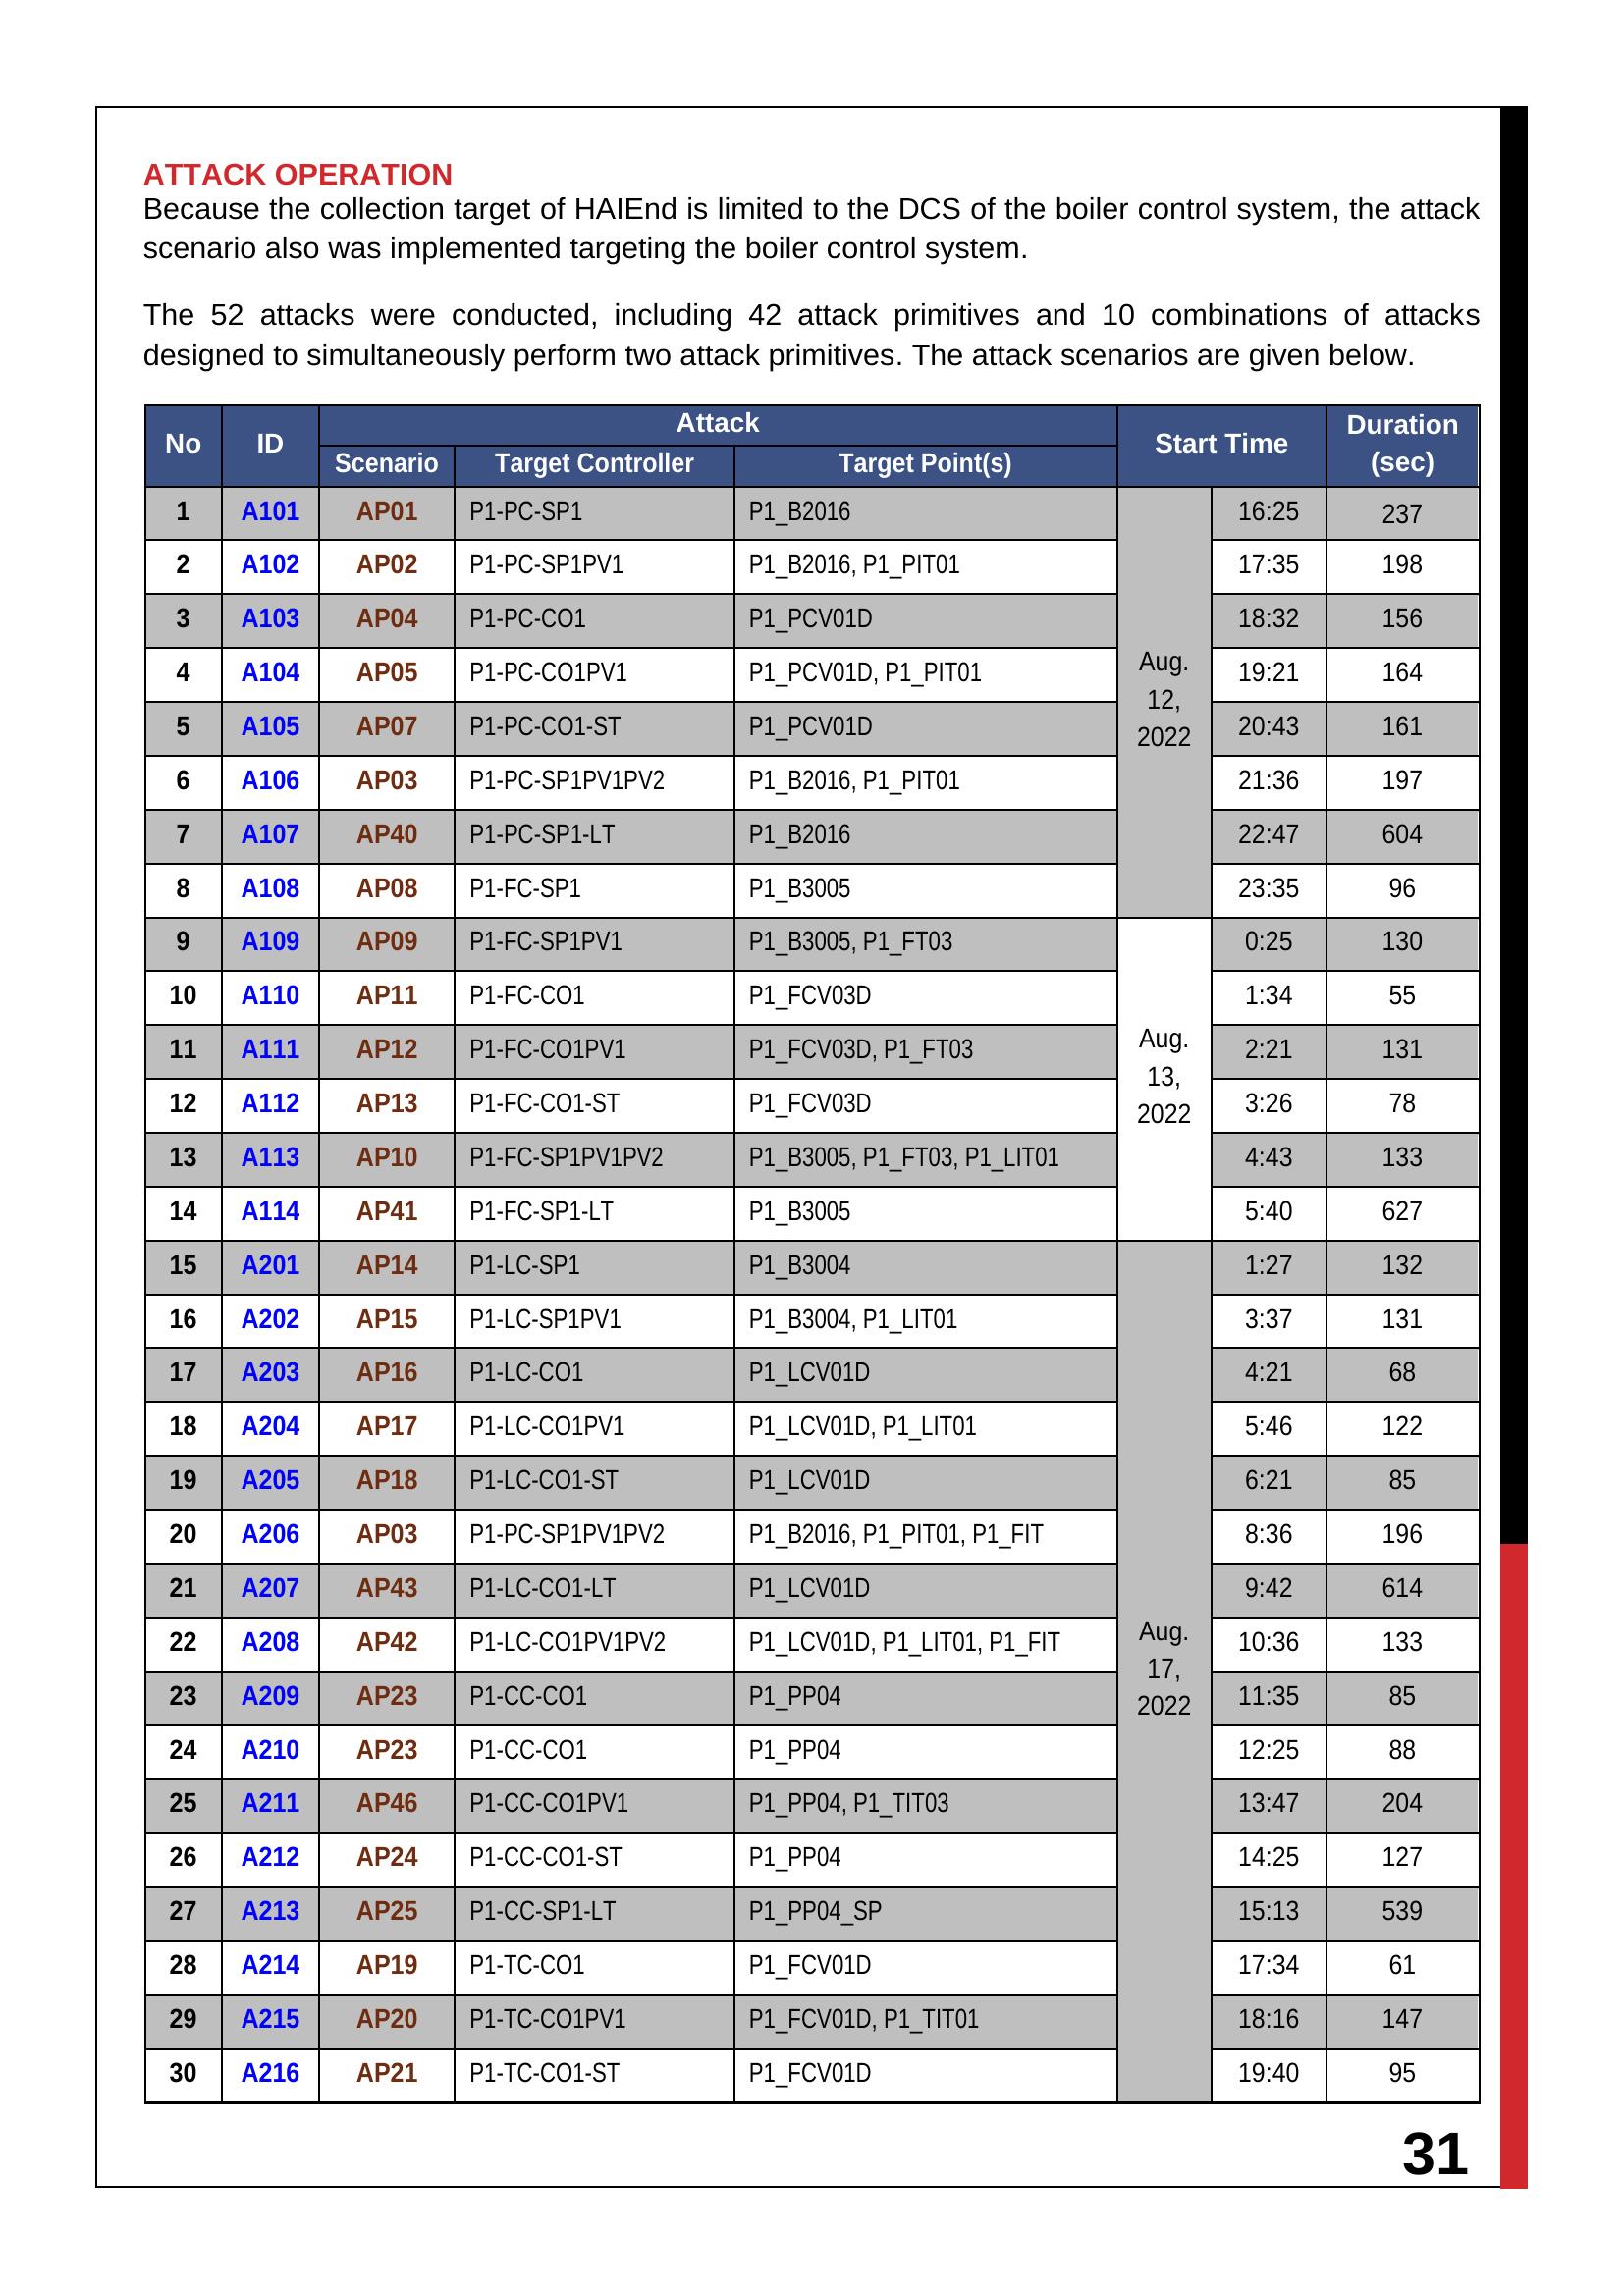 ATTACK OPERATION
Because the collection target of HAIEnd is limited to the DCS of the boiler control system, the attack
scenario also was implemented targeting the boiler control system.
The 52 attacks were conducted, including 42 attack primitives and 10 combinations of attacks
designed to simultaneously perform two attack primitives. The attack scenarios are given below.
No ID Attack Start Time Duration (sec)
Scenario Target Controller Target Point(s)
Aug. 12, 2022
1 A101 AP01 P1-PC-SP1 P1_B2016 16:25 237
2 A102 AP02 P1-PC-SP1PV1 P1_B2016, P1_PIT01 17:35 198
3 A103 AP04 P1-PC-CO1 P1_PCV01D 18:32 156
4 A104 AP05 P1-PC-CO1PV1 P1_PCV01D, P1_PIT01 19:21 164
5 A105 AP07 P1-PC-CO1-ST P1_PCV01D 20:43 161
6 A106 AP03 P1-PC-SP1PV1PV2 P1_B2016, P1_PIT01 21:36 197
7 A107 AP40 P1-PC-SP1-LT P1_B2016 22:47 604
8 A108 AP08 P1-FC-SP1 P1_B3005 23:35 96
Aug. 13, 2022
9 A109 AP09 P1-FC-SP1PV1 P1_B3005, P1_FT03 0:25 130
10 A110 AP11 P1-FC-CO1 P1_FCV03D 1:34 55
11 A111 AP12 P1-FC-CO1PV1 P1_FCV03D, P1_FT03 2:21 131
12 A112 AP13 P1-FC-CO1-ST P1_FCV03D 3:26 78
13 A113 AP10 P1-FC-SP1PV1PV2 P1_B3005, P1_FT03, P1_LIT01 4:43 133
14 A114 AP41 P1-FC-SP1-LT P1_B3005 5:40 627
Aug. 17, 2022
15 A201 AP14 P1-LC-SP1 P1_B3004 1:27 132
16 A202 AP15 P1-LC-SP1PV1 P1_B3004, P1_LIT01 3:37 131
17 A203 AP16 P1-LC-CO1 P1_LCV01D 4:21 68
18 A204 AP17 P1-LC-CO1PV1 P1_LCV01D, P1_LIT01 5:46 122
19 A205 AP18 P1-LC-CO1-ST P1_LCV01D 6:21 85
20 A206 AP03 P1-PC-SP1PV1PV2 P1_B2016, P1_PIT01, P1_FIT 8:36 196
21 A207 AP43 P1-LC-CO1-LT P1_LCV01D 9:42 614
22 A208 AP42 P1-LC-CO1PV1PV2 P1_LCV01D, P1_LIT01, P1_FIT 10:36 133
23 A209 AP23 P1-CC-CO1 P1_PP04 11:35 85
24 A210 AP23 P1-CC-CO1 P1_PP04 12:25 88
25 A211 AP46 P1-CC-CO1PV1 P1_PP04, P1_TIT03 13:47 204
26 A212 AP24 P1-CC-CO1-ST P1_PP04 14:25 127
27 A213 AP25 P1-CC-SP1-LT P1_PP04_SP 15:13 539
28 A214 AP19 P1-TC-CO1 P1_FCV01D 17:34 61
29 A215 AP20 P1-TC-CO1PV1 P1_FCV01D, P1_TIT01 18:16 147
30 A216 AP21 P1-TC-CO1-ST P1_FCV01D 19:40 95
31